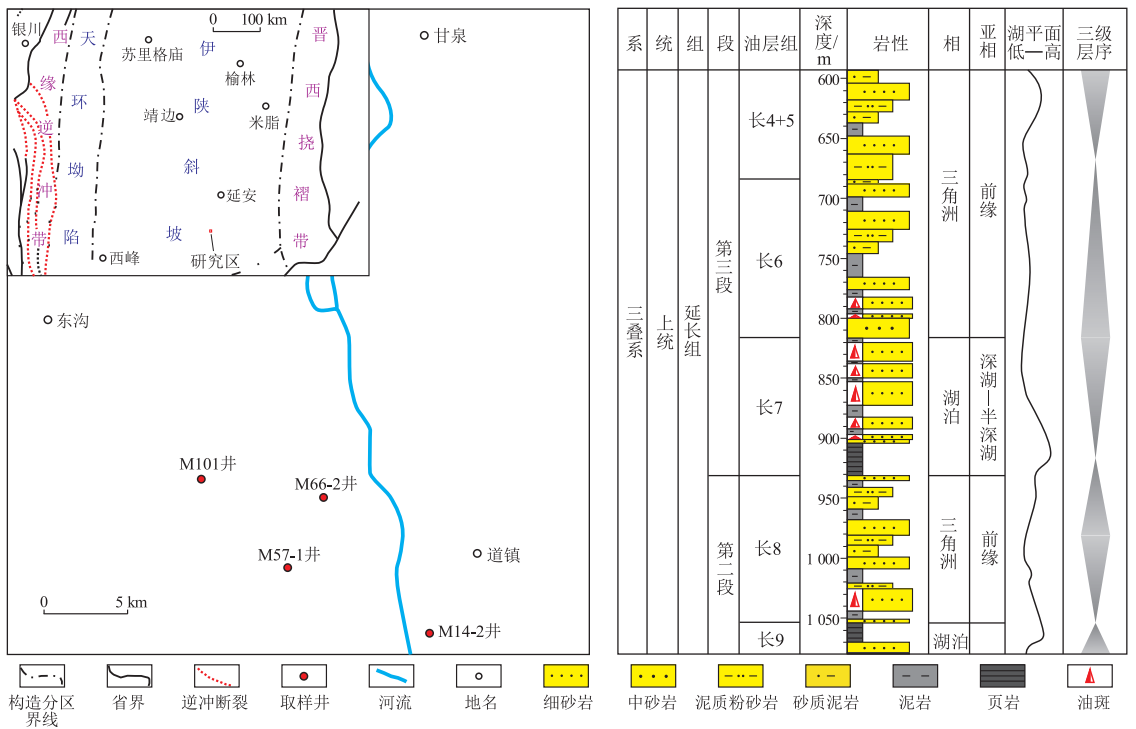 0 100 km
银川
苏里格庙
榆林
靖边
米脂
延安
西峰
研究区
西缘逆冲带
天环坳陷
伊陕斜坡
晋西挠褶带
甘泉
东沟
M101井
M66-2井
M57-1井
道镇
M14-2井
0 5 km
系
统
组
段
油层组
深度/m
岩性
相
亚相
湖平面
低—高
三级
层序
三叠系
上统
延长组
第三段
第二段
长4+5
长6
长7
长8
长9
600
650
700
750
800
850
900
950
1 000
1 050
三角洲
湖泊
三角洲
湖泊
前缘
深湖—半深湖
前缘
构造分区
界线
省界
逆冲断裂
取样井
河流
地名
细砂岩
中砂岩
泥质粉砂岩
砂质泥岩
泥岩
页岩
油斑